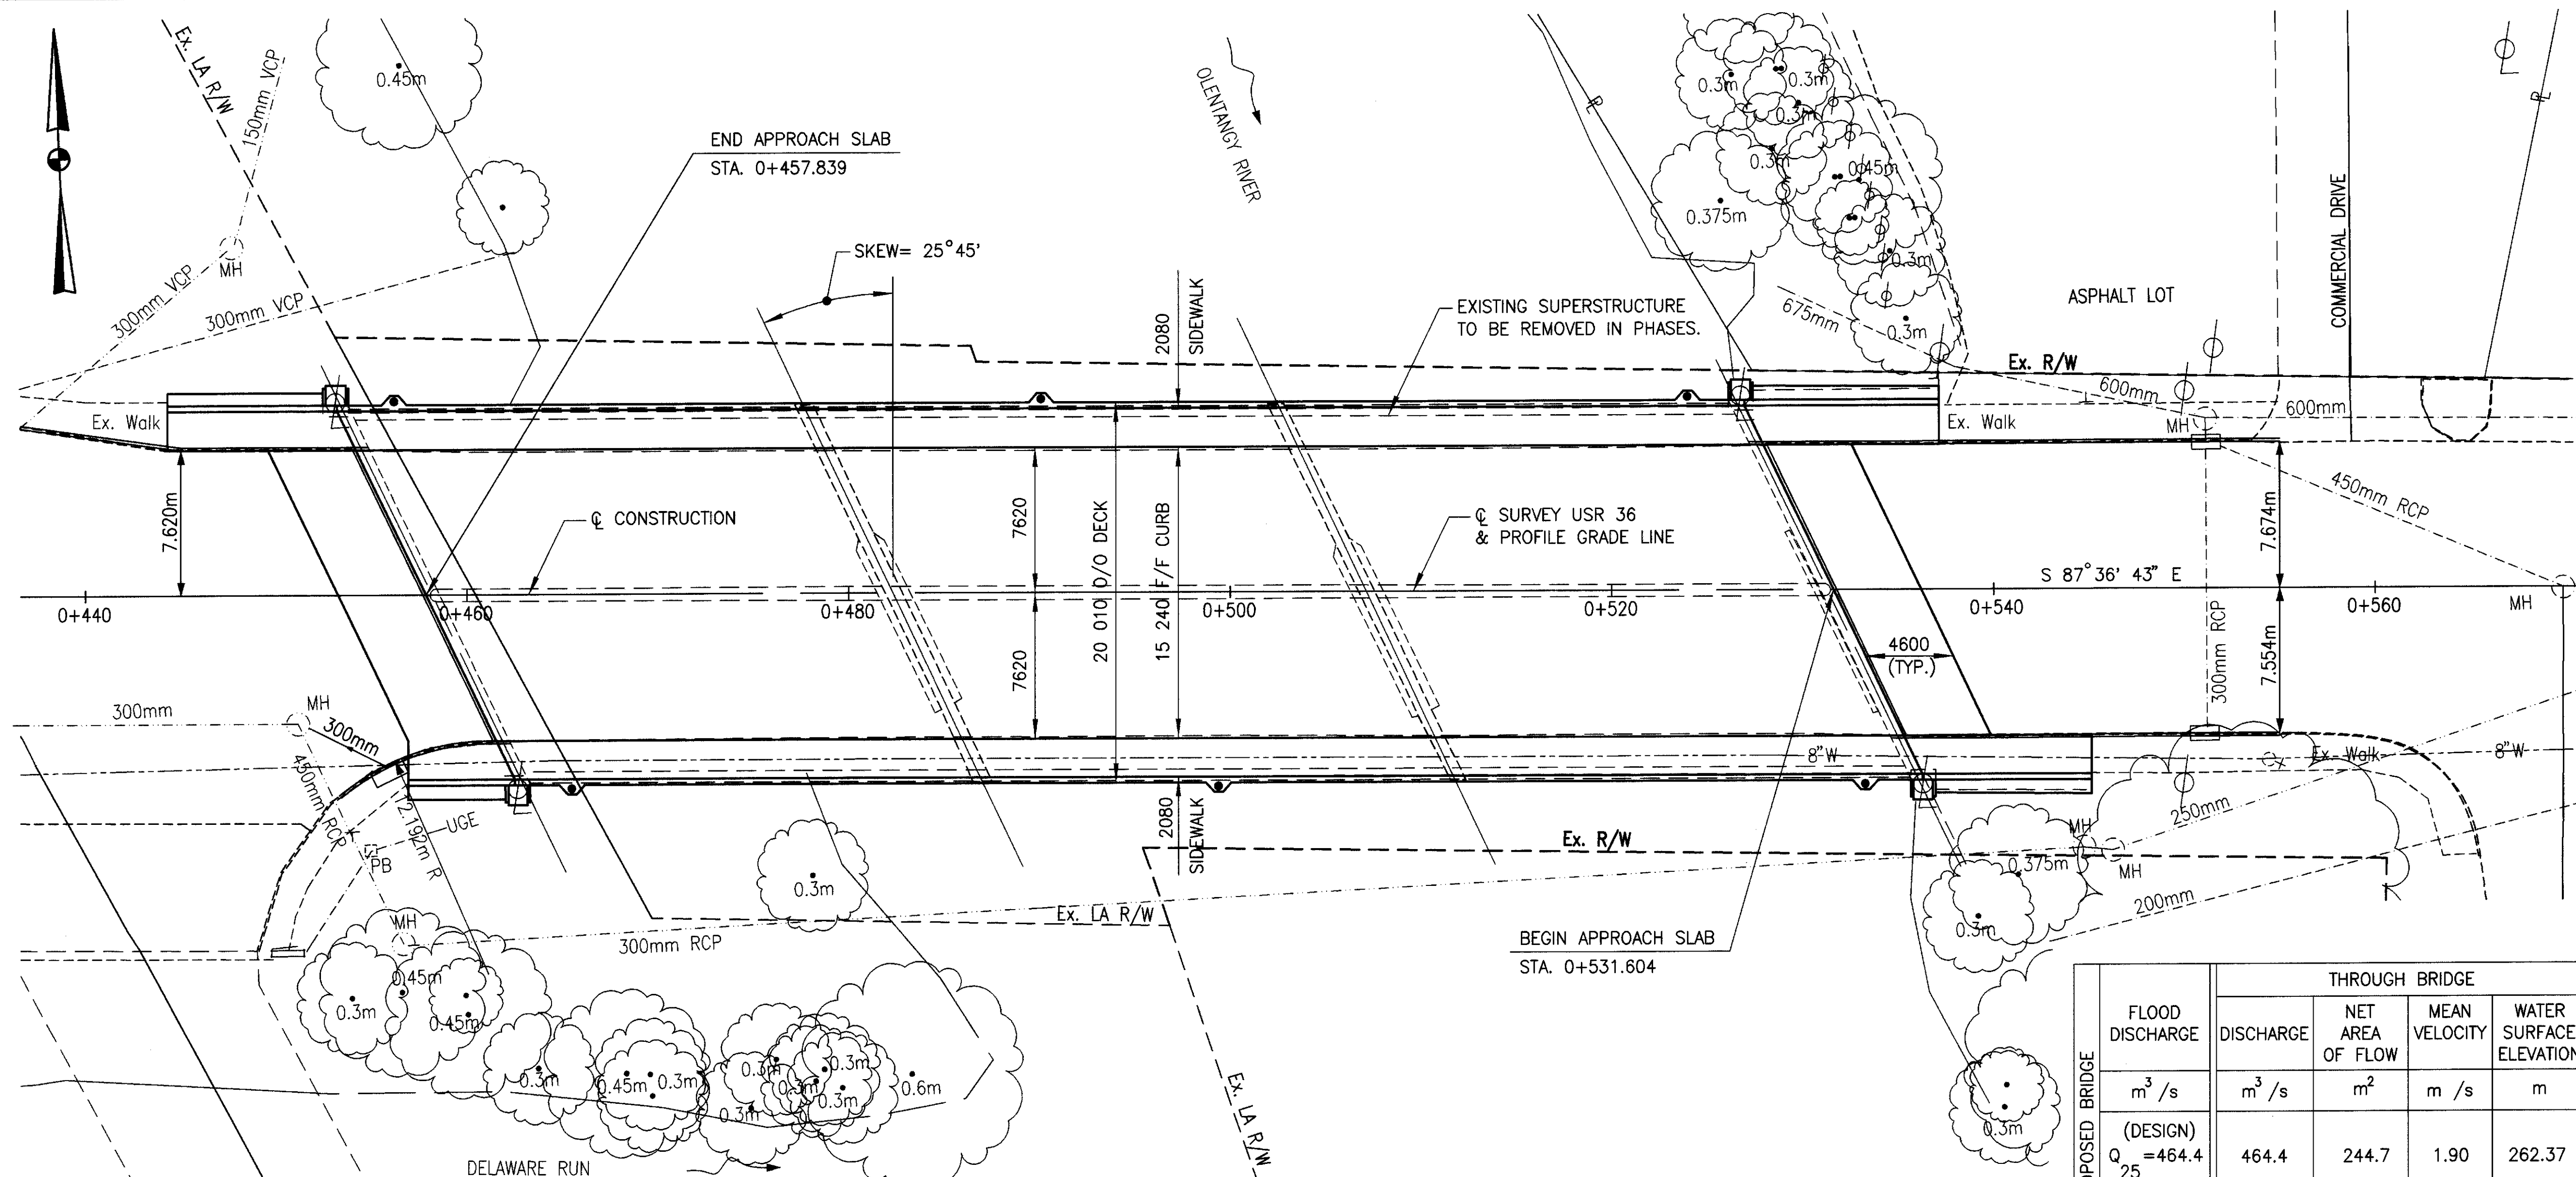 Ex. LA R/W
150mm VCP
0.45m
END APPROACH SLAB
STA. 0+457.839
OLENTANGY RIVER
0.3m
0.3m
0.3m
0.3m
0.45m
0.375m
0.3m
0.3m
℄
℄
COMMERCIAL DRIVE
MH
300mm VCP
300mm VCP
SKEW= 25°45'
2080
SIDEWALK
EXISTING SUPERSTRUCTURE
TO BE REMOVED IN PHASES.
675mm
ASPHALT LOT
Ex. R/W
600mm
600mm
MH
Ex. Walk
Ex. Walk
450mm RCP
7.620m
℄ CONSTRUCTION
7620
20 010 O/O DECK
15 240 F/F CURB
℄ SURVEY USR 36
& PROFILE GRADE LINE
7.674m
S 87°36' 43" E
0+440
0+460
0+480
0+500
0+520
0+540
0+560
MH
7620
4600
(TYP.)
300mm RCP
7.554m
300mm
MH
300mm
450mm RCP
12.192m R
UGE
PB
8"W
Ex. Walk
8"W
2080
SIDEWALK
Ex. R/W
250mm
MH
MH
0.375m
200mm
0.3m
0.3m
MH
300mm RCP
Ex. LA R/W
BEGIN APPROACH SLAB
STA. 0+531.604
0.45m
0.3m
0.45m
0.3m
0.45m
0.3m
0.3m
0.3m
0.3m
0.3m
0.3m
0.6m
Ex. LA R/W
0.3m
DELAWARE RUN
THROUGH BRIDGE
FLOOD
DISCHARGE
DISCHARGE
NET
AREA
OF FLOW
MEAN
VELOCITY
WATER
SURFACE
ELEVATION
m³ /s
m³ /s
m²
m /s
m
BRIDGE
(DESIGN)
Q25 =464.4
464.4
244.7
1.90
262.37